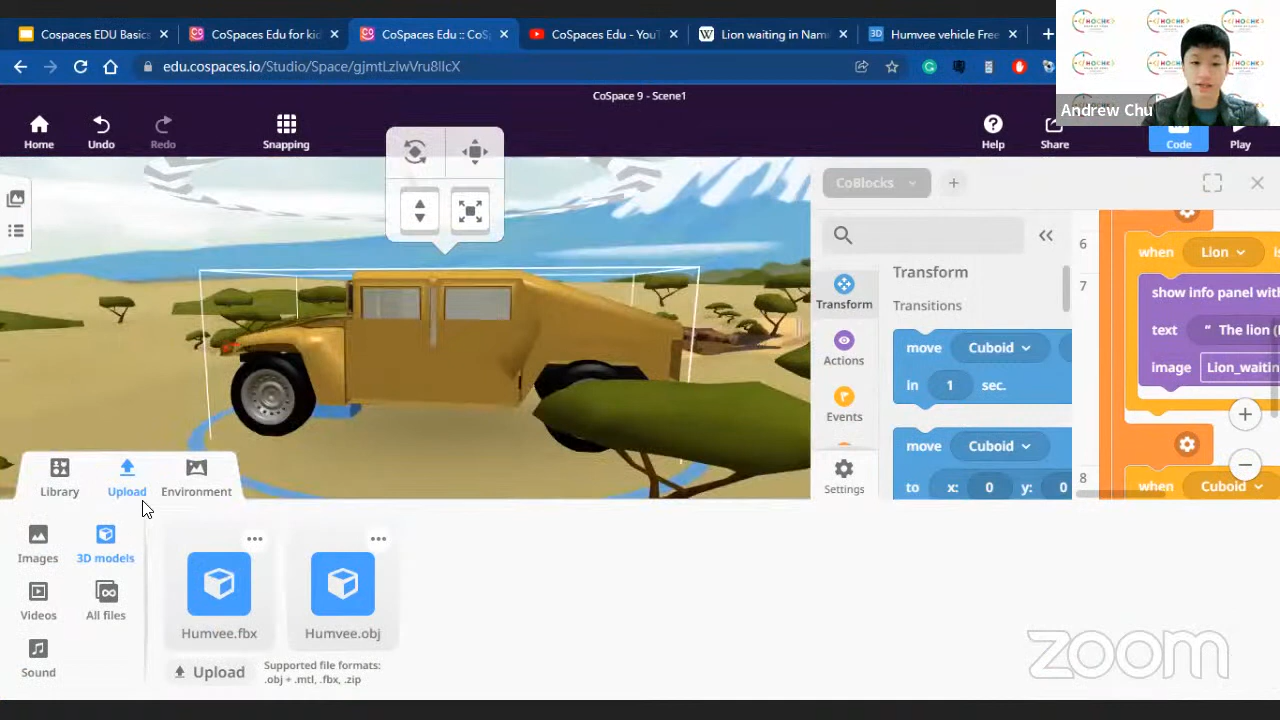 Cospaces EDU Basics
CoSpaces Edu for kid
CoSpaces Edu :: CoS
CoSpaces Edu - YouT
Lion waiting in Nam
Humvee vehicle Free
edu.cospaces.io/Studio/Space/gjmtLzlwVru8lIcX
HOCHK
Andrew Chu
CoSpace 9 - Scene1
Home
Undo
Redo
Snapping
Help
Share
Code
Play
CoBlocks
Transform
Actions
Events
Settings
Transform
Transitions
move Cuboid
in 1 sec.
move Cuboid
to x: 0 y: 0
6
when Lion is
7
show info panel with
text “ The lion (
image Lion_waitin
8
when Cuboid
Library
Upload
Environment
Images
3D models
Videos
All files
Sound
Humvee.fbx
Humvee.obj
Upload
Supported file formats:
.obj + .mtl, .fbx, .zip
zoom